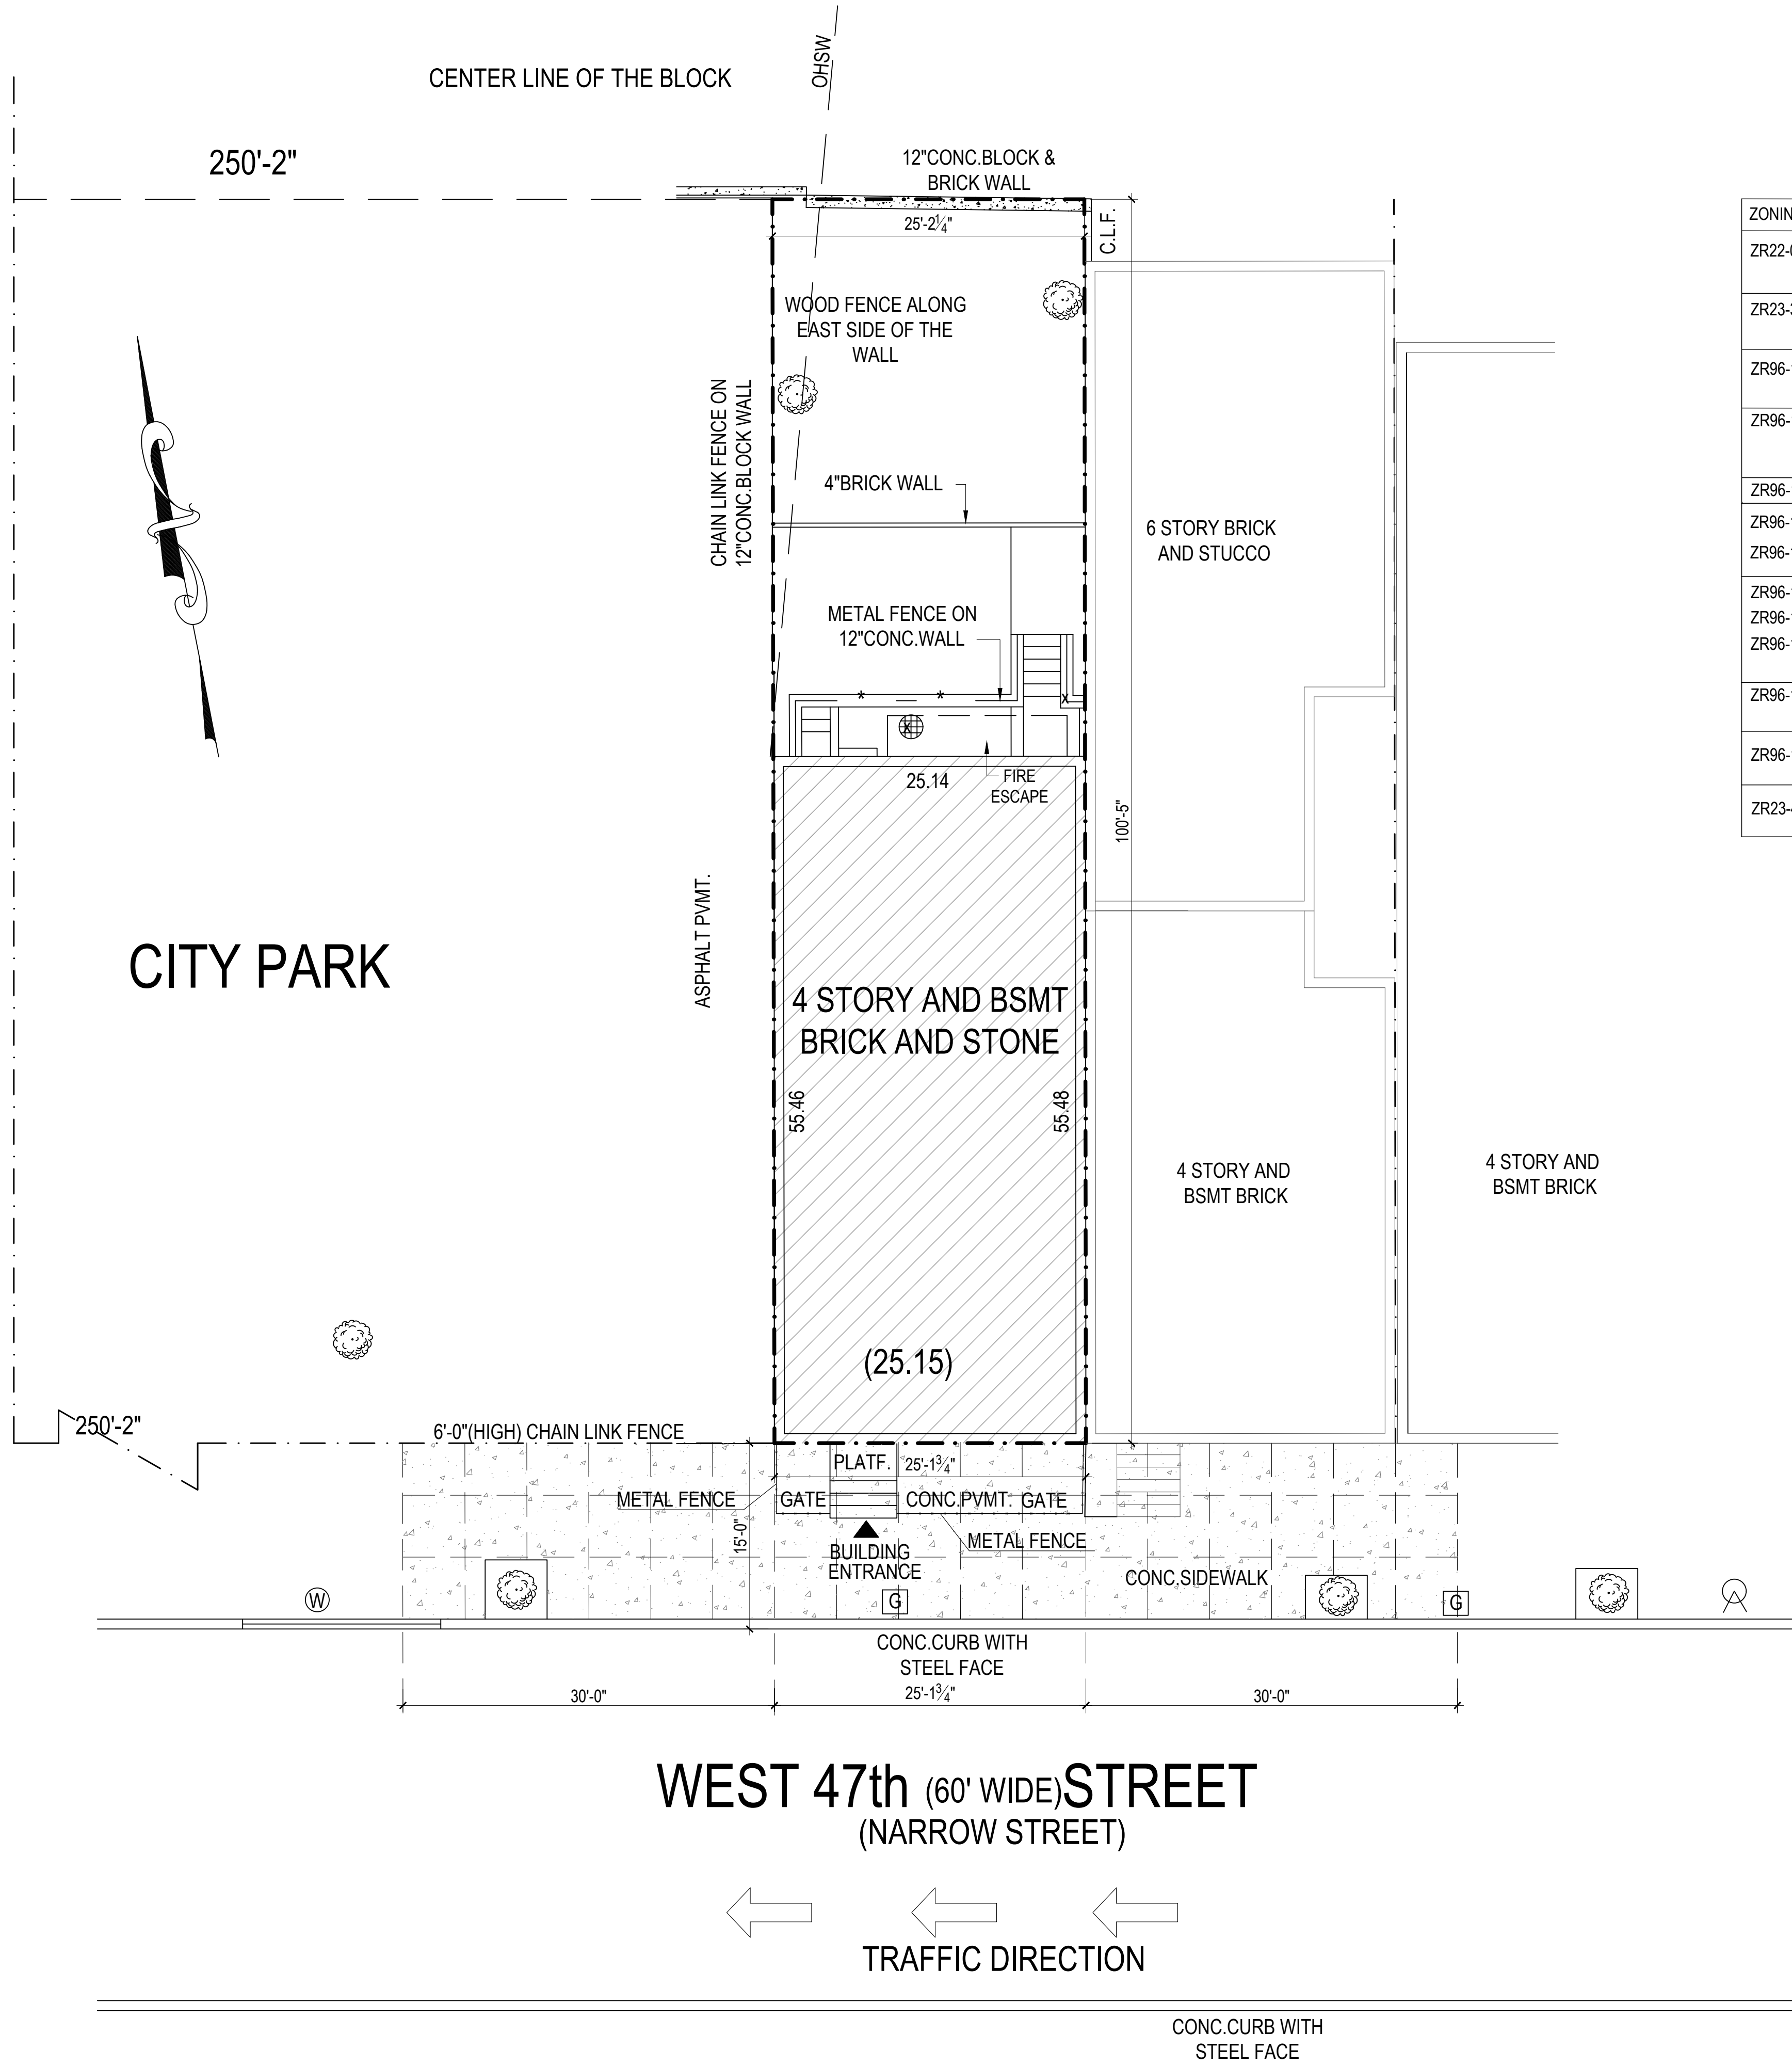 CENTER LINE OF THE BLOCK
OHSW
250'-2"
12"CONC.BLOCK &
BRICK WALL
25'-2¼"
C.L.F.
WOOD FENCE ALONG
EAST SIDE OF THE
WALL
CHAIN LINK FENCE ON
12"CONC.BLOCK WALL
4"BRICK WALL
6 STORY BRICK
AND STUCCO
METAL FENCE ON
12"CONC.WALL
*
*
X
X
25.14
FIRE
ESCAPE
100'-5"
ASPHALT PVMT.
CITY PARK
4 STORY AND BSMT
BRICK AND STONE
55.46
55.48
4 STORY AND
BSMT BRICK
4 STORY AND
BSMT BRICK
(25.15)
250'-2"
6'-0"(HIGH) CHAIN LINK FENCE
PLATF.
25'-1¾"
METAL FENCE
GATE
CONC.PVMT.
GATE
15'-0"
METAL FENCE
BUILDING
ENTRANCE
CONC.SIDEWALK
W
G
G
CONC.CURB WITH
STEEL FACE
30'-0"
25'-1¾"
30'-0"
WEST 47th (60' WIDE)STREET
(NARROW STREET)
TRAFFIC DIRECTION
CONC.CURB WITH
STEEL FACE
ZONIN
ZR22-
ZR23-
ZR96-
ZR96-
ZR96-
ZR96-
ZR96-
ZR96-
ZR96-
ZR96-
ZR96-
ZR96-
ZR23-